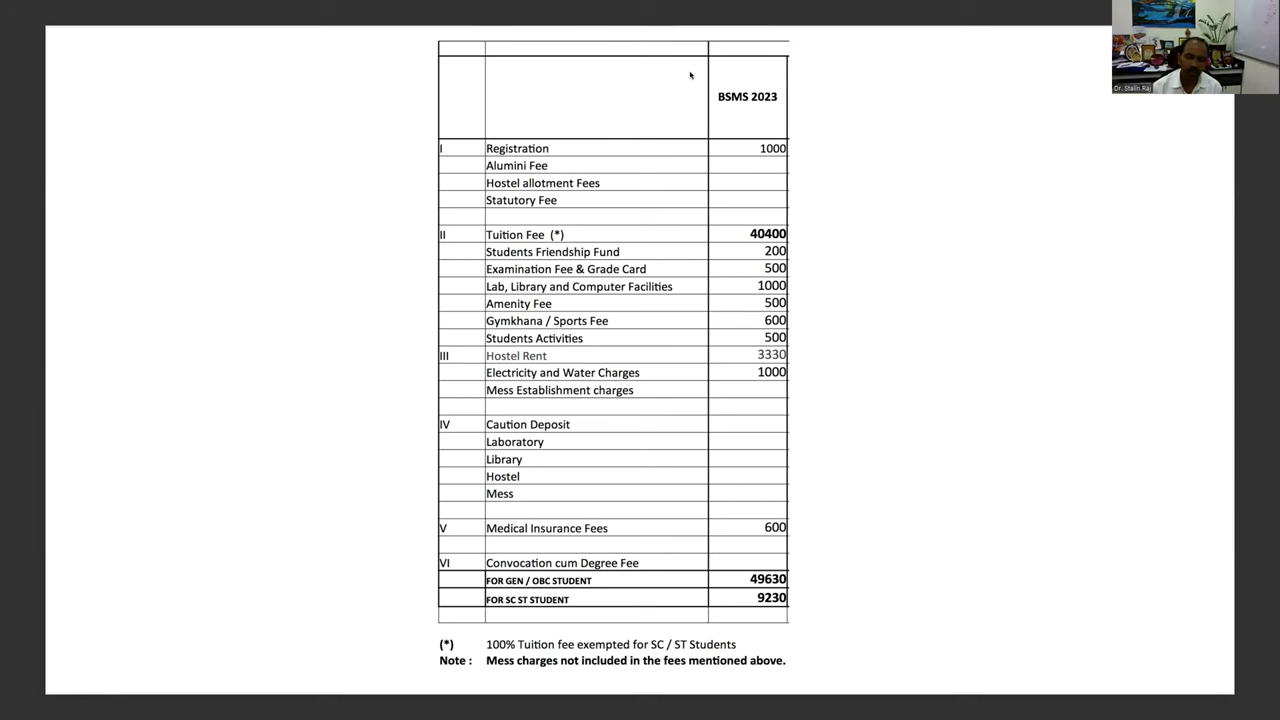 BSMS 2023
I Registration 1000
Alumini Fee
Hostel allotment Fees
Statutory Fee
II Tuition Fee (*) 40400
Students Friendship Fund 200
Examination Fee & Grade Card 500
Lab, Library and Computer Facilities 1000
Amenity Fee 500
Gymkhana / Sports Fee 600
Students Activities 500
III Hostel Rent 3330
Electricity and Water Charges 1000
Mess Establishment charges
IV Caution Deposit
Laboratory
Library
Hostel
Mess
V Medical Insurance Fees 600
VI Convocation cum Degree Fee
FOR GEN / OBC STUDENT 49630
FOR SC ST STUDENT 9230
(*) 100% Tuition fee exempted for SC / ST Students
Note : Mess charges not included in the fees mentioned above.
Dr. Stalin Raj